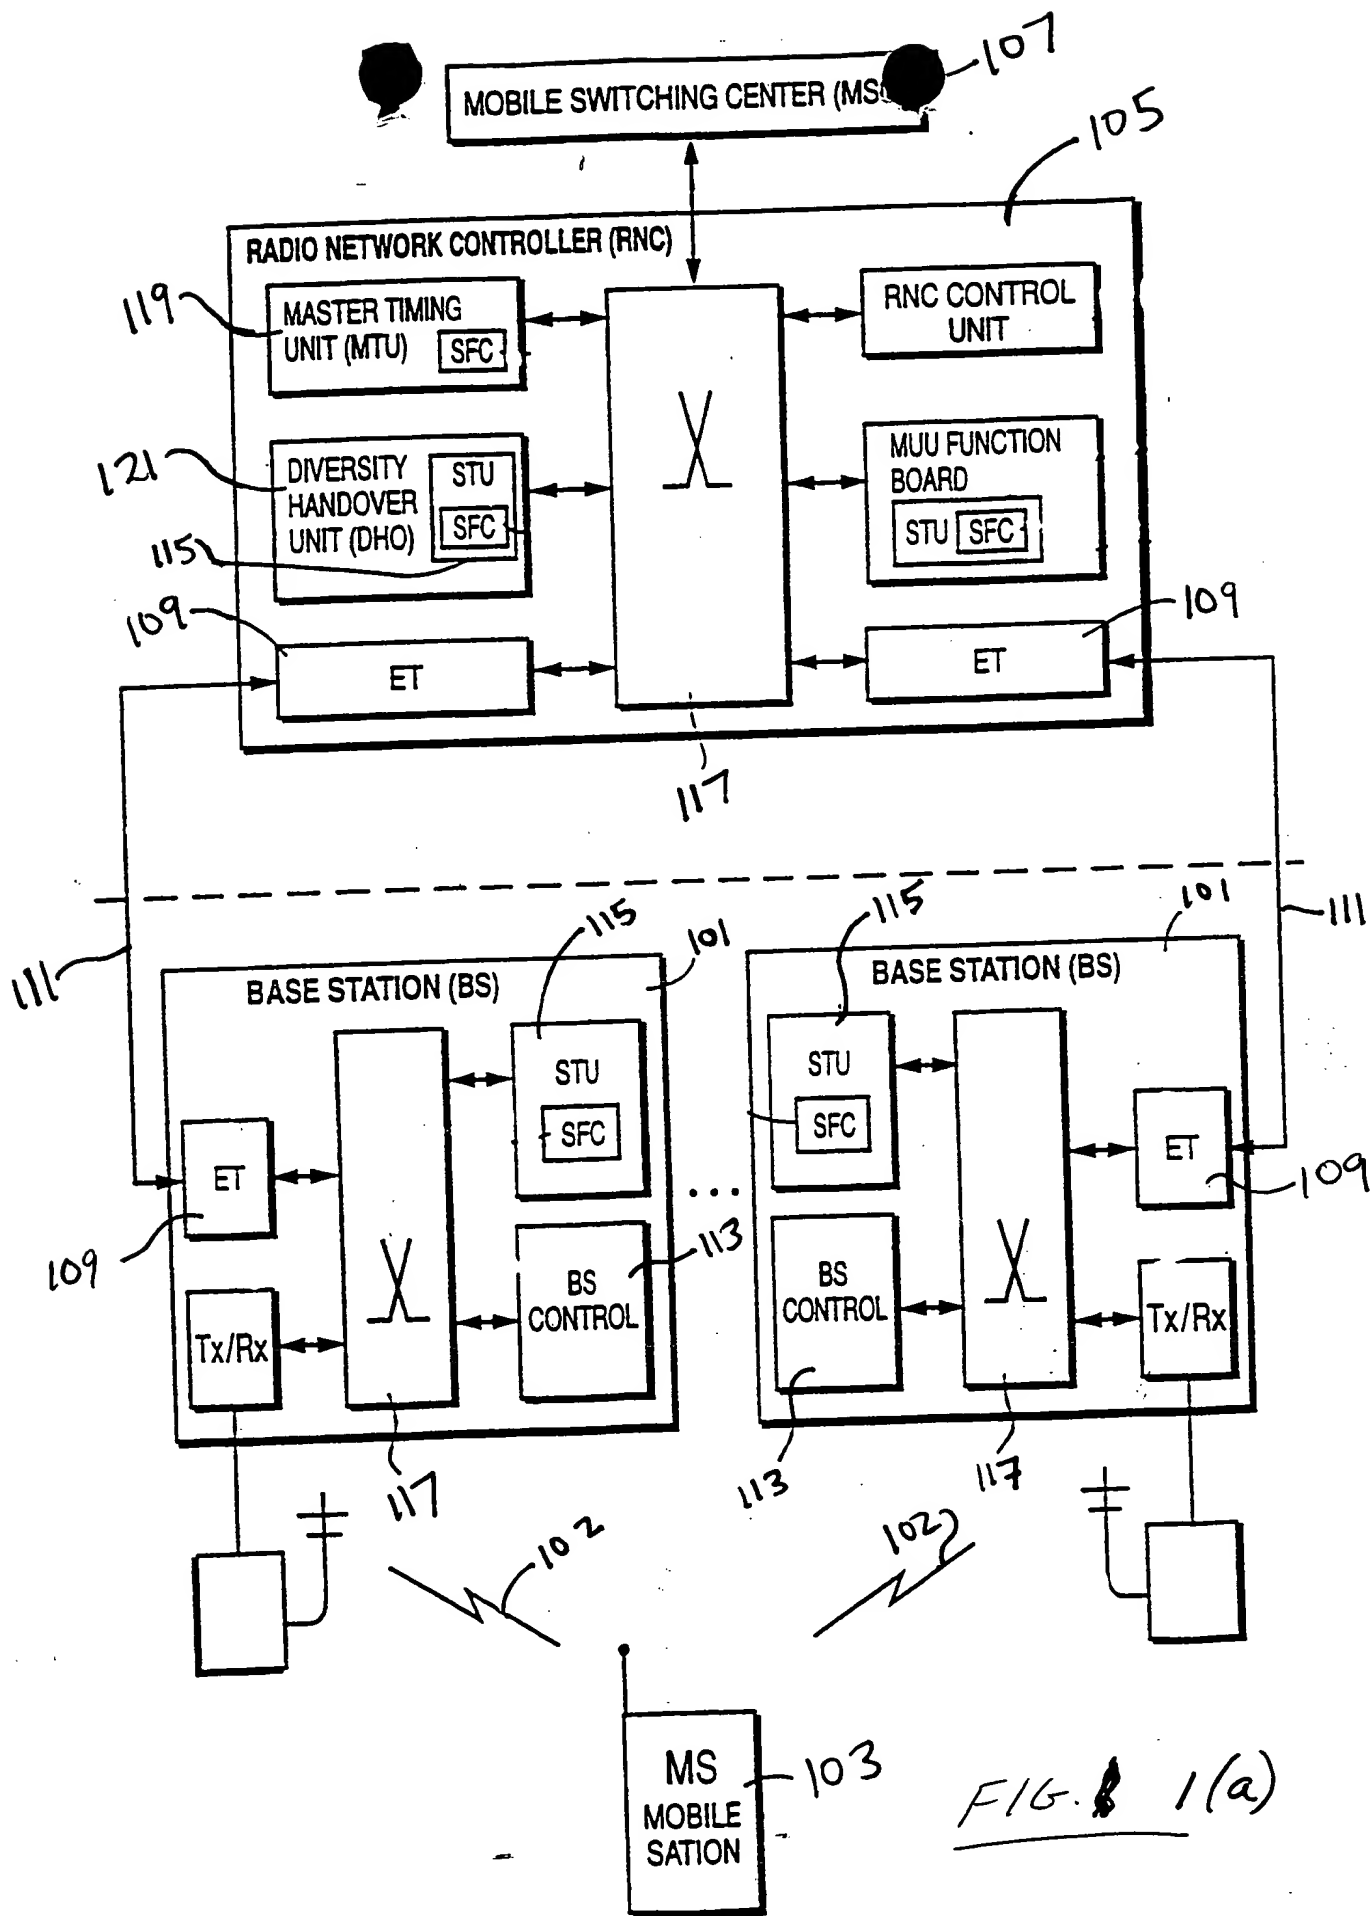 107
MOBILE SWITCHING CENTER (MS
105
RADIO NETWORK CONTROLLER (RNC)
119
MASTER TIMING
UNIT (MTU)
SFC
RNC CONTROL
UNIT
121
DIVERSITY
HANDOVER
UNIT (DHO)
STU
SFC
115
MUU FUNCTION
BOARD
STU
SFC
109
ET
109
ET
117
111
115
101
BASE STATION (BS)
STU
SFC
ET
109
113
BS
CONTROL
Tx/Rx
117
115
101
111
BASE STATION (BS)
STU
SFC
ET
109
BS
CONTROL
Tx/Rx
113
117
102
102
MS
MOBILE
SATION
103
FIG. 1(a)